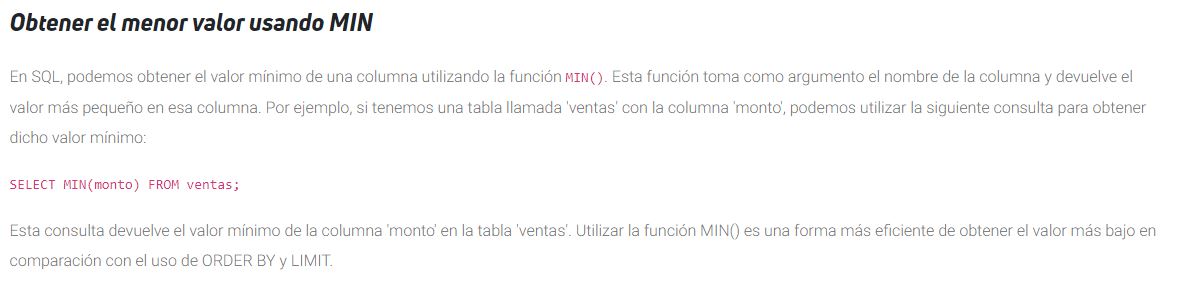 Obtener el menor valor usando MIN
En SQL, podemos obtener el valor mínimo de una columna utilizando la función MIN(). Esta función toma como argumento el nombre de la columna y devuelve el
valor más pequeño en esa columna. Por ejemplo, si tenemos una tabla llamada 'ventas' con la columna 'monto', podemos utilizar la siguiente consulta para obtener
dicho valor mínimo:
SELECT MIN(monto) FROM ventas;
Esta consulta devuelve el valor mínimo de la columna 'monto' en la tabla 'ventas'. Utilizar la función MIN() es una forma más eficiente de obtener el valor más bajo en
comparación con el uso de ORDER BY y LIMIT.